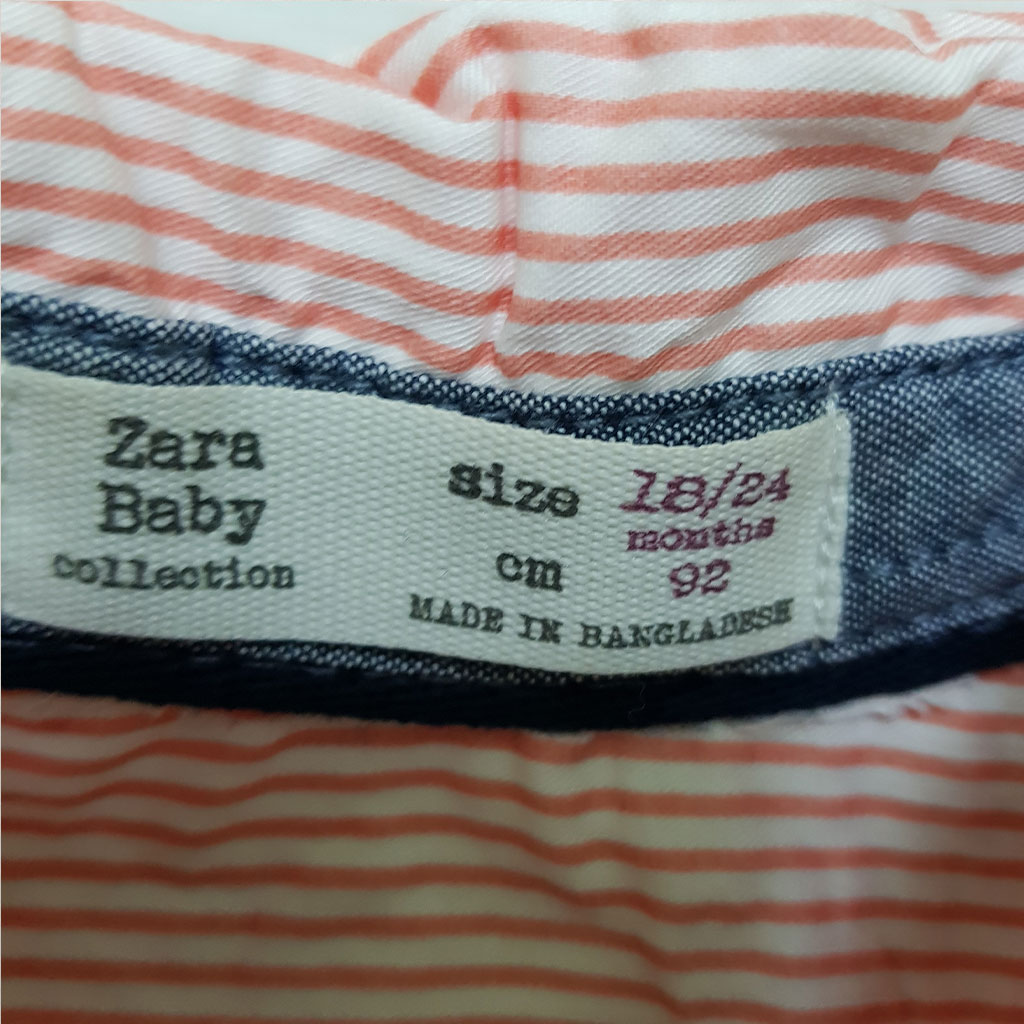 Zara
Baby
collection
size 18/24
months
cm 92
MADE IN BANGLADESH